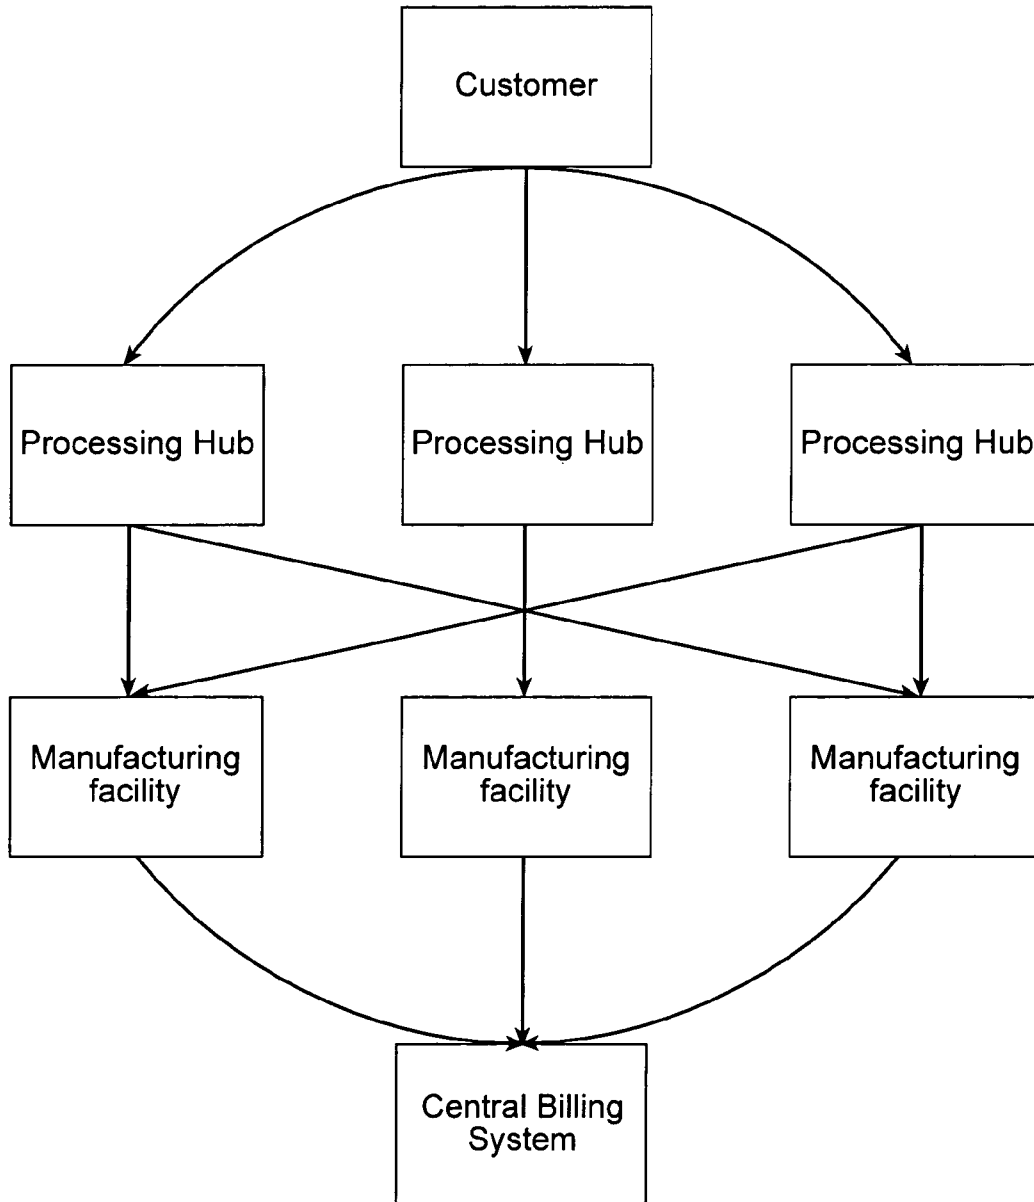 Customer
Processing Hub
Processing Hub
Processing Hub
Manufacturing
facility
Manufacturing
facility
Manufacturing
facility
Central Billing
System